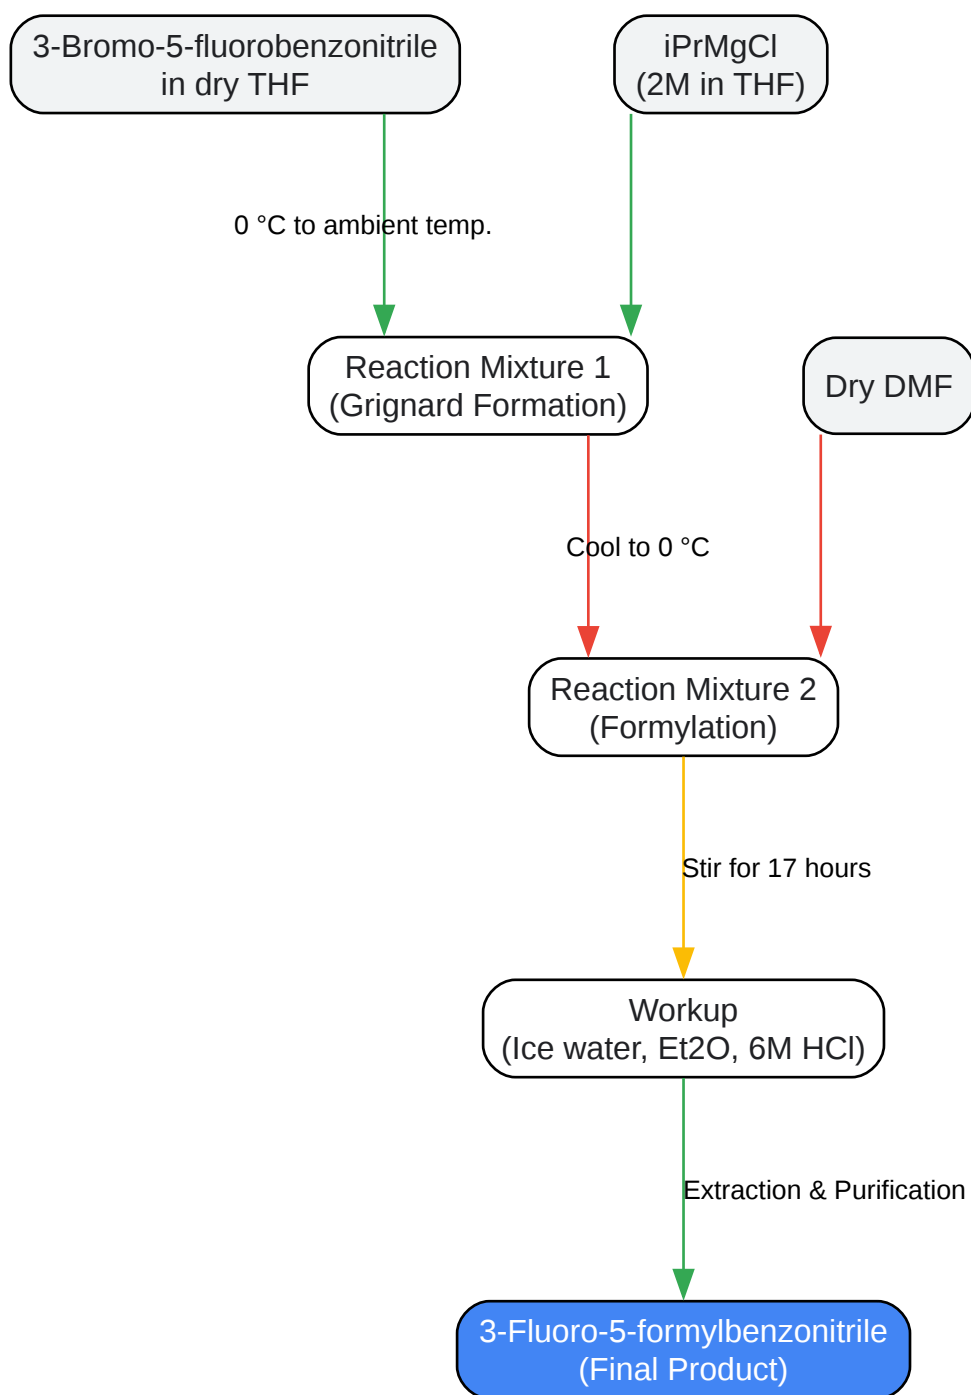 3-Bromo-5-fluorobenzonitrile
in dry THF
iPrMgCl
(2M in THF)
0 °C to ambient temp.
Reaction Mixture 1
(Grignard Formation)
Dry DMF
Cool to 0 °C
Reaction Mixture 2
(Formylation)
Stir for 17 hours
Workup
(Ice water, Et2O, 6M HCl)
Extraction & Purification
3-Fluoro-5-formylbenzonitrile
(Final Product)